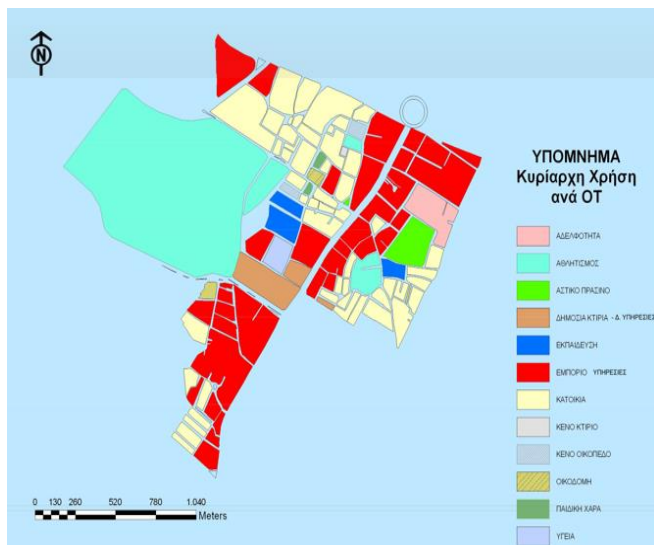 N
ΥΠΟΜΝΗΜΑ
Κυρίαρχη Χρήση
ανά ΟΤ
ΑΔΕΛΦΟΤΗΤΑ
ΑΘΛΗΤΙΣΜΟΣ
ΑΣΤΙΚΟ ΠΡΑΣΙΝΟ
ΔΗΜΟΣΙΑ ΚΤΙΡΙΑ - Δ. ΥΠΗΡΕΣΙΕΣ
ΕΚΠΑΙΔΕΥΣΗ
ΕΜΠΟΡΙΟ ΥΠΗΡΕΣΙΕΣ
ΚΑΤΟΙΚΙΑ
ΚΕΝΟ ΚΤΙΡΙΟ
ΚΕΝΟ ΟΙΚΟΠΕΔΟ
ΟΙΚΟΔΟΜΗ
ΠΑΙΔΙΚΗ ΧΑΡΑ
ΥΓΕΙΑ
0 130 260 520 780 1.040
Meters